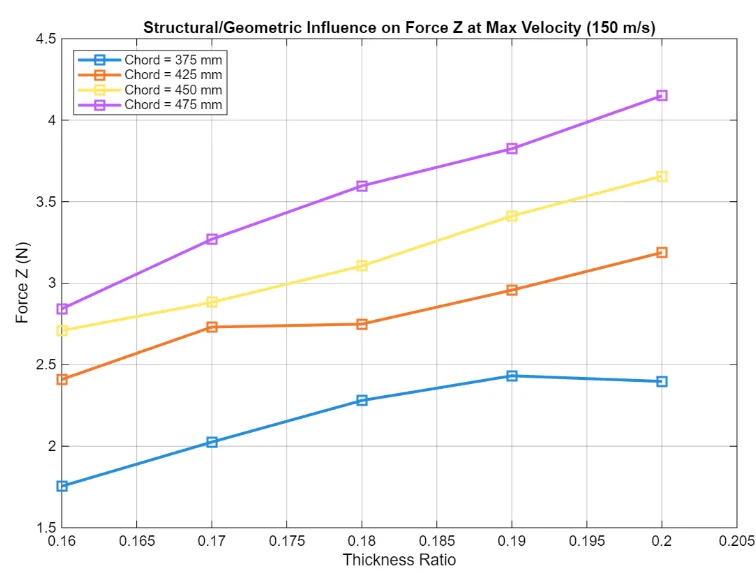 Structural/Geometric Influence on Force Z at Max Velocity (150 m/s)
Chord = 375 mm
Chord = 425 mm
Chord = 450 mm
Chord = 475 mm
4.5
4
3.5
3
2.5
2
1.5
Force Z (N)
0.16 0.165 0.17 0.175 0.18 0.185 0.19 0.195 0.2 0.205
Thickness Ratio